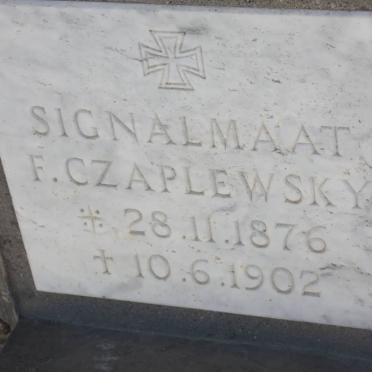 SIGNALMAAT
F. CZAPLEWSKY
* 28.11.1876
† 10.6.1902